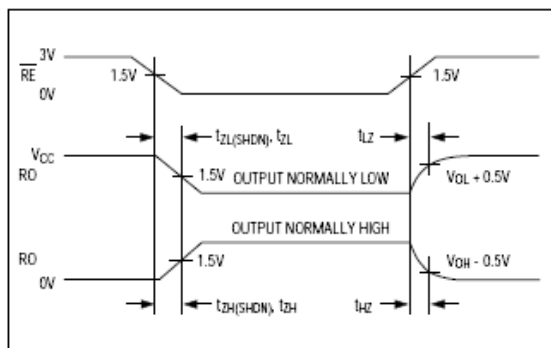 3V
RE
1.5V
1.5V
0V
tZL(SHDN), tZL
tLZ
VCC
RO
1.5V
OUTPUT NORMALLY LOW
VOL + 0.5V
OUTPUT NORMALLY HIGH
RO
1.5V
VOH - 0.5V
0V
tZH(SHDN), tZH
tHZ